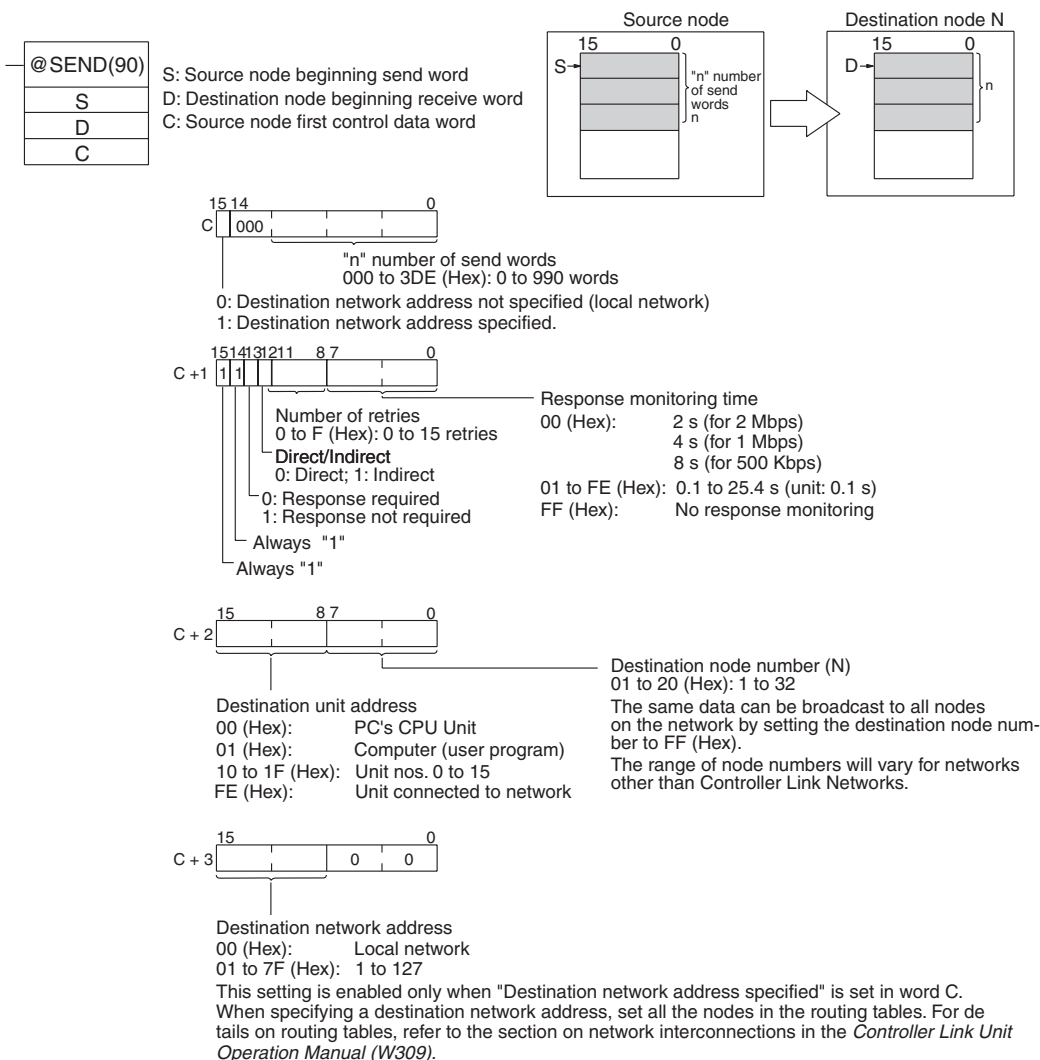 Source node
Destination node N
@SEND(90)
S
D
C
S: Source node beginning send word
D: Destination node beginning receive word
C: Source node first control data word
15 0
S
"n" number
of send
words
n
15 0
D
n
15 14 0
C 000
"n" number of send words
000 to 3DE (Hex): 0 to 990 words
0: Destination network address not specified (local network)
1: Destination network address specified.
15 14 13 12 11 8 7 0
C +1 1 1
Number of retries
0 to F (Hex): 0 to 15 retries
Direct/Indirect
0: Direct; 1: Indirect
0: Response required
1: Response not required
Always "1"
Always "1"
Response monitoring time
00 (Hex): 2 s (for 2 Mbps)
4 s (for 1 Mbps)
8 s (for 500 Kbps)
01 to FE (Hex): 0.1 to 25.4 s (unit: 0.1 s)
FF (Hex): No response monitoring
15 8 7 0
C + 2
Destination unit address
00 (Hex): PC's CPU Unit
01 (Hex): Computer (user program)
10 to 1F (Hex): Unit nos. 0 to 15
FE (Hex): Unit connected to network
Destination node number (N)
01 to 20 (Hex): 1 to 32
The same data can be broadcast to all nodes
on the network by setting the destination node num-
ber to FF (Hex).
The range of node numbers will vary for networks
other than Controller Link Networks.
15 0
C + 3 0 0
Destination network address
00 (Hex): Local network
01 to 7F (Hex): 1 to 127
This setting is enabled only when "Destination network address specified" is set in word C.
When specifying a destination network address, set all the nodes in the routing tables. For de
tails on routing tables, refer to the section on network interconnections in the Controller Link Unit
Operation Manual (W309).